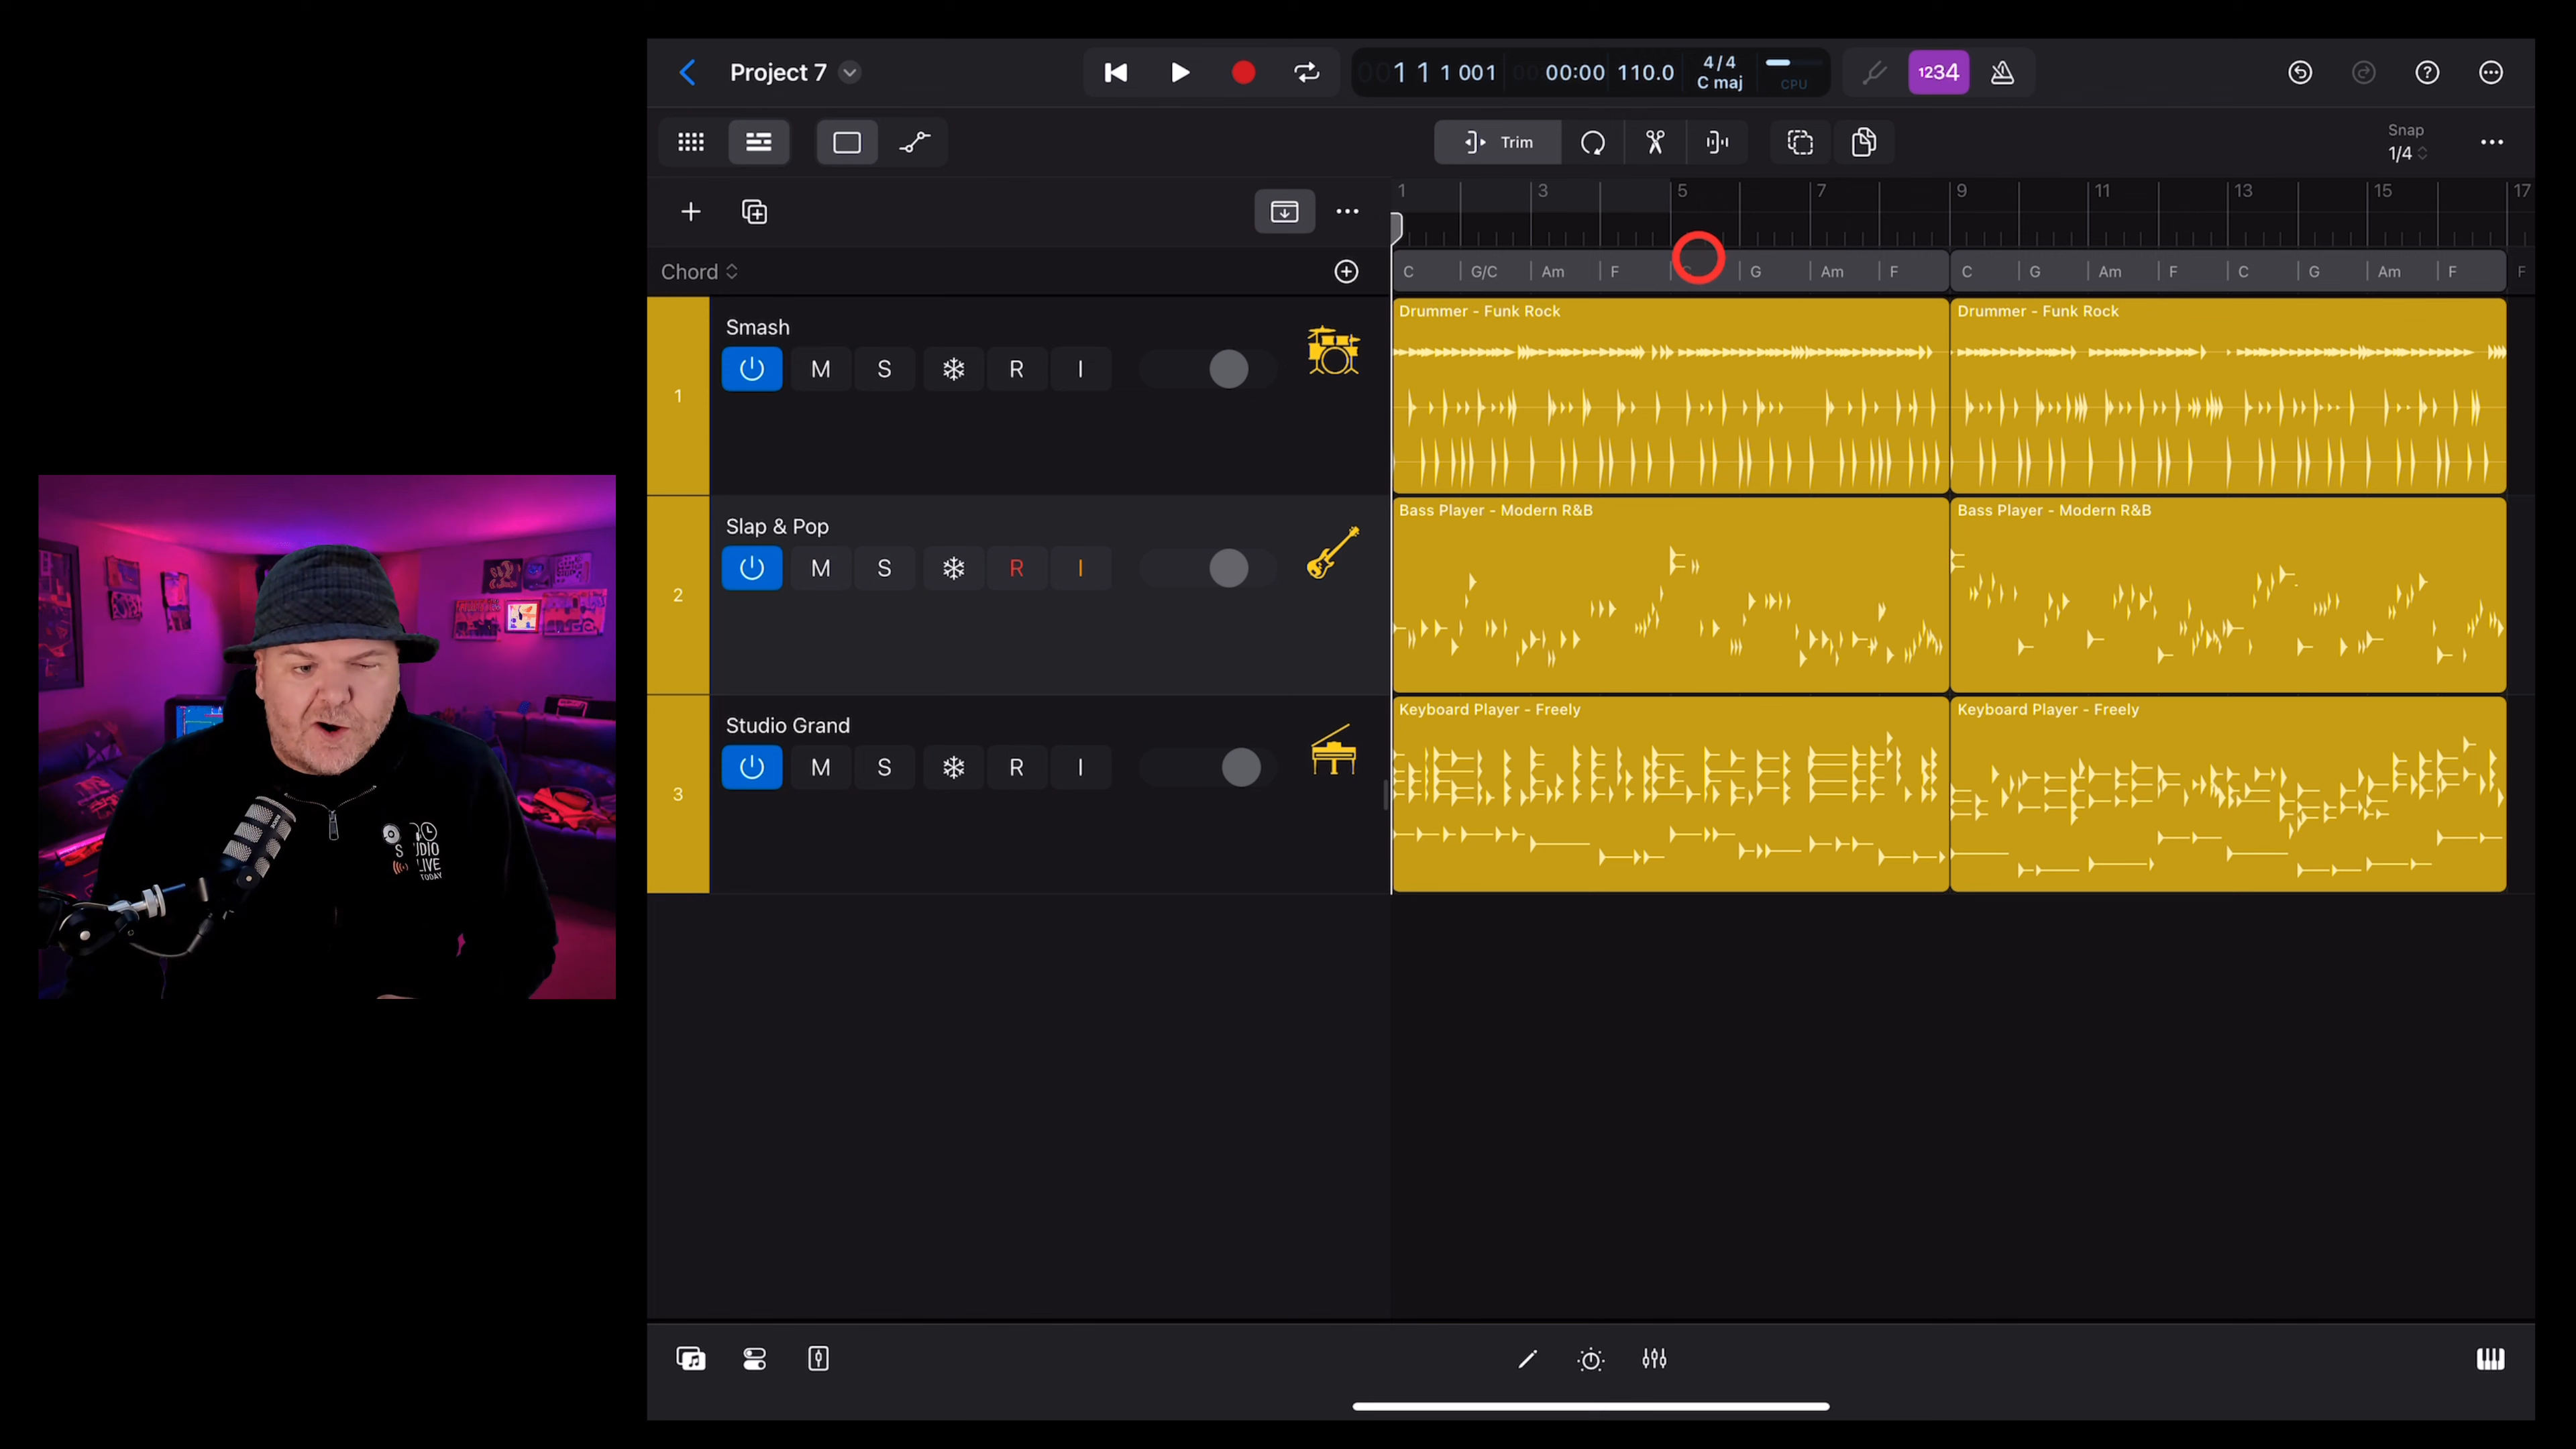 Project 7
1 1 1 001
00:00
110.0
4/4
C maj
CPU
1234
Trim
Snap
1/4
1 3 5 7 9 11 13 15 17
Chord
C G/C Am F C G Am F C G Am F C G Am F F
1
Smash
M S R I
Drummer - Funk Rock
Drummer - Funk Rock
2
Slap & Pop
M S R I
Bass Player - Modern R&B
Bass Player - Modern R&B
3
Studio Grand
M S R I
Keyboard Player - Freely
Keyboard Player - Freely
LIVE
TODAY